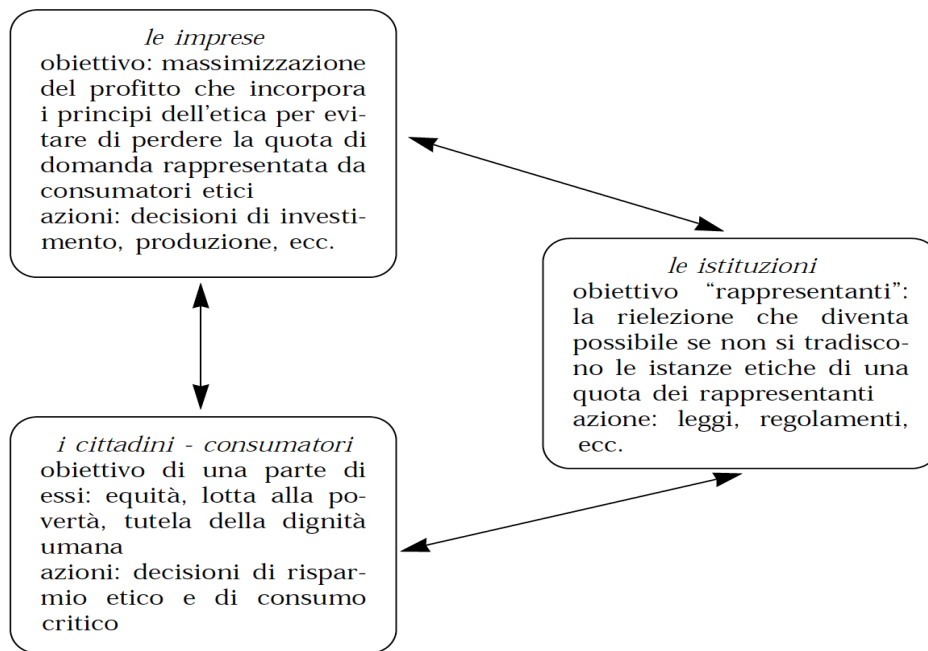 le imprese
obiettivo: massimizzazione
del profitto che incorpora
i principi dell'etica per evi-
tare di perdere la quota di
domanda rappresentata da
consumatori etici
azioni: decisioni di investi-
mento, produzione, ecc.
le istituzioni
obiettivo “rappresentanti”:
la rielezione che diventa
possibile se non si tradisco-
no le istanze etiche di una
quota dei rappresentanti
azione: leggi, regolamenti,
ecc.
i cittadini - consumatori
obiettivo di una parte di
essi: equità, lotta alla po-
vertà, tutela della dignità
umana
azioni: decisioni di rispar-
mio etico e di consumo
critico